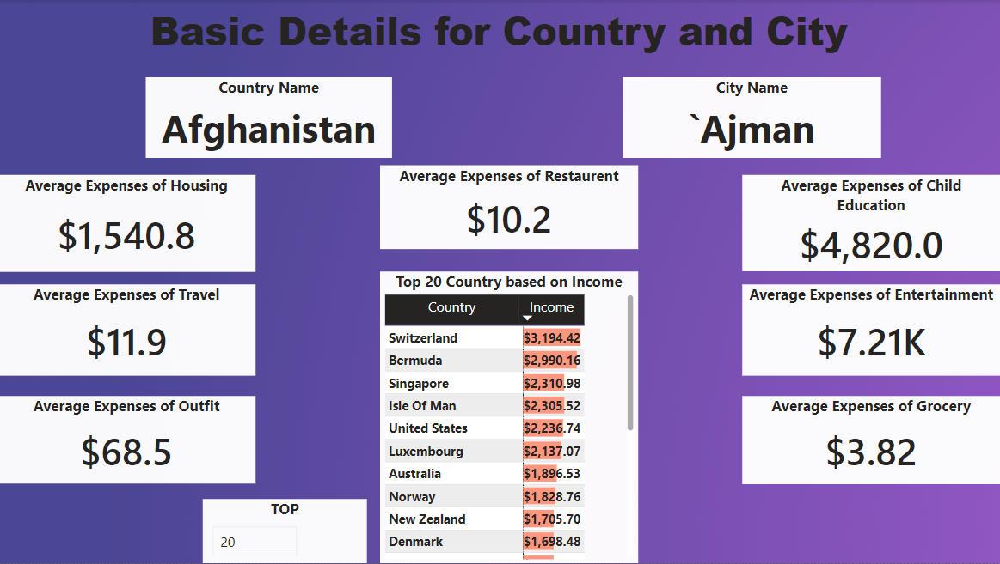 Basic Details for Country and City
Country Name
Afghanistan
City Name
`Ajman
Average Expenses of Housing
$1,540.8
Average Expenses of Restaurent
$10.2
Average Expenses of Child
Education
$4,820.0
Average Expenses of Travel
$11.9
Average Expenses of Entertainment
$7.21K
Average Expenses of Outfit
$68.5
Average Expenses of Grocery
$3.82
Top 20 Country based on Income
Country Income
Switzerland $3,194.42
Bermuda $2,990.16
Singapore $2,310.98
Isle Of Man $2,305.52
United States $2,236.74
Luxembourg $2,137.07
Australia $1,896.53
Norway $1,828.76
New Zealand $1,705.70
Denmark $1,698.48
TOP
20